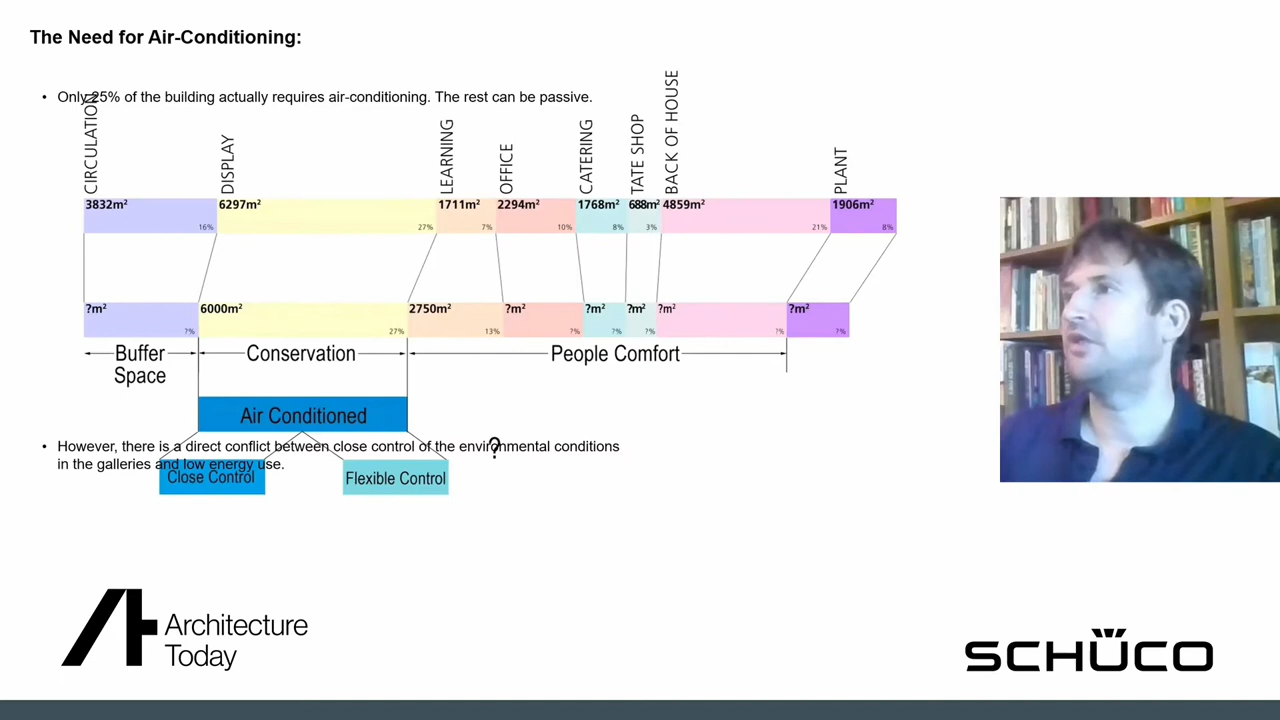 The Need for Air-Conditioning:
• Only 25% of the building actually requires air-conditioning. The rest can be passive.
CIRCULATION
DISPLAY
LEARNING
OFFICE
CATERING
TATE SHOP
BACK OF HOUSE
PLANT
3832m² 6297m² 1711m² 2294m² 1768m² 688m² 4859m² 1906m²
16% 27% 7% 10% 8% 3% 21% 8%
?m² 6000m² 2750m² ?m² ?m² ?m² ?m² ?m²
?% 27% 13% ?% ?% ?% ?% ?%
Buffer Space
Conservation
People Comfort
Air Conditioned
?
• However, there is a direct conflict between close control of the environmental conditions
in the galleries and low energy use.
Close Control
Flexible Control
Architecture
Today
SCHÜCO